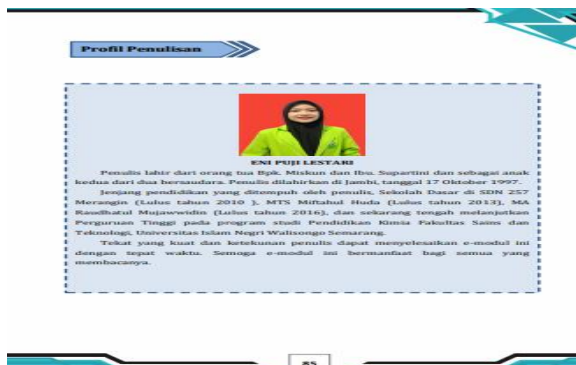 Profil Penulisan
ENI PUJI LESTARI
Penulis lahir dari orang tua Bpk. Miskun dan Ibu. Supartini dan sebagai anak
kedua dari dua bersaudara. Penulis dilahirkan di Jambi, tanggal 17 Oktober 1997.
Jenjang pendidikan yang ditempuh oleh penulis, Sekolah Dasar di SDN 257
Merangin (Lulus tahun 2010 ), MTS Miftahul Huda (Lulus tahun 2013), MA
Raudhatul Mujawwidin (Lulus tahun 2016), dan sekarang tengah melanjutkan
Perguruan Tinggi pada program studi Pendidikan Kimia Fakultas Sains dan
Teknologi, Universitas Islam Negri Walisongo Semarang.
Tekat yang kuat dan ketekunan penulis dapat menyelesaikan e-modul ini
dengan tepat waktu. Semoga e-modul ini bermanfaat bagi semua yang
membacanya.
85